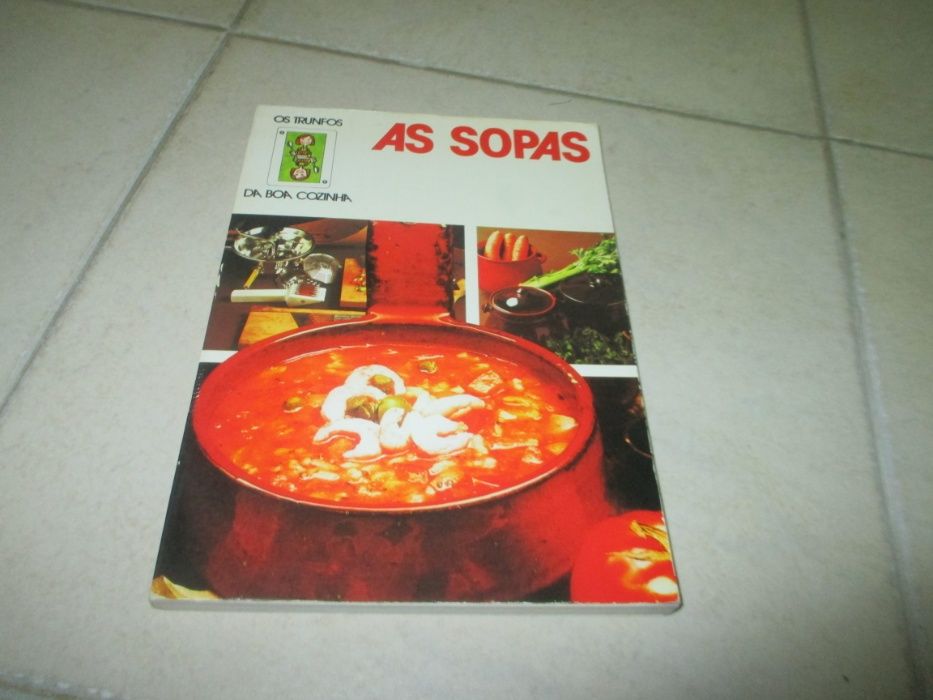 OS TRUNFOS
DA BOA COZINHA
AS SOPAS